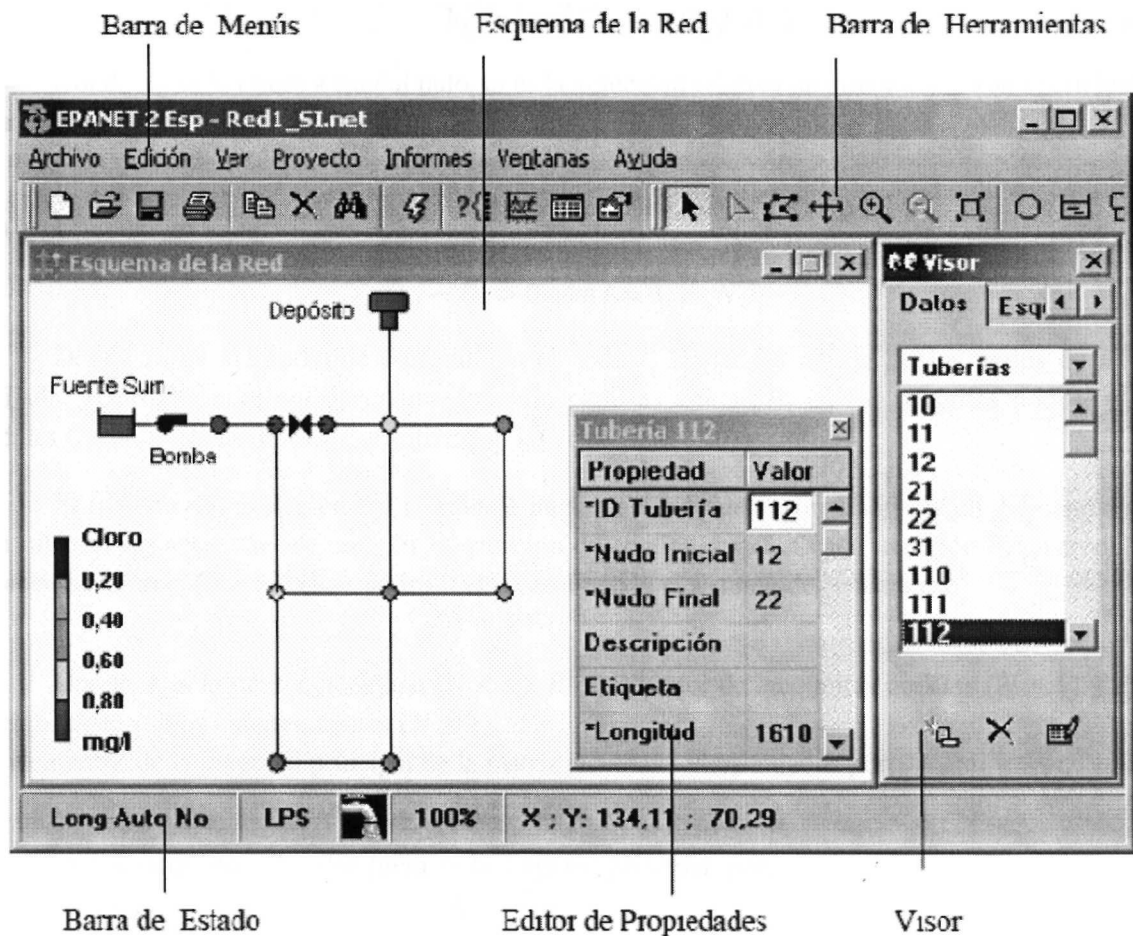 Barra de Menús
Esquema de la Red
Barra de Herramientas
EPANET 2 Esp - Red1_SI.net
Archivo Edición Ver Proyecto Informes Ventanas Ayuda
Esquema de la Red
Visor
Datos
Depósito
Tuberías
Fuerte Sum.
Bomba
10
11
12
21
22
31
110
111
112
Tubería 112
Propiedad Valor
*ID Tubería 112
*Nudo Inicial 12
*Nudo Final 22
Descripción
Etiqueta
*Longitud 1610
Cloro
0,20
0,40
0,60
0,80
mg/l
Long Auto No LPS 100% X ; Y: 134,11 ; 70,29
Barra de Estado
Editor de Propiedades
Visor